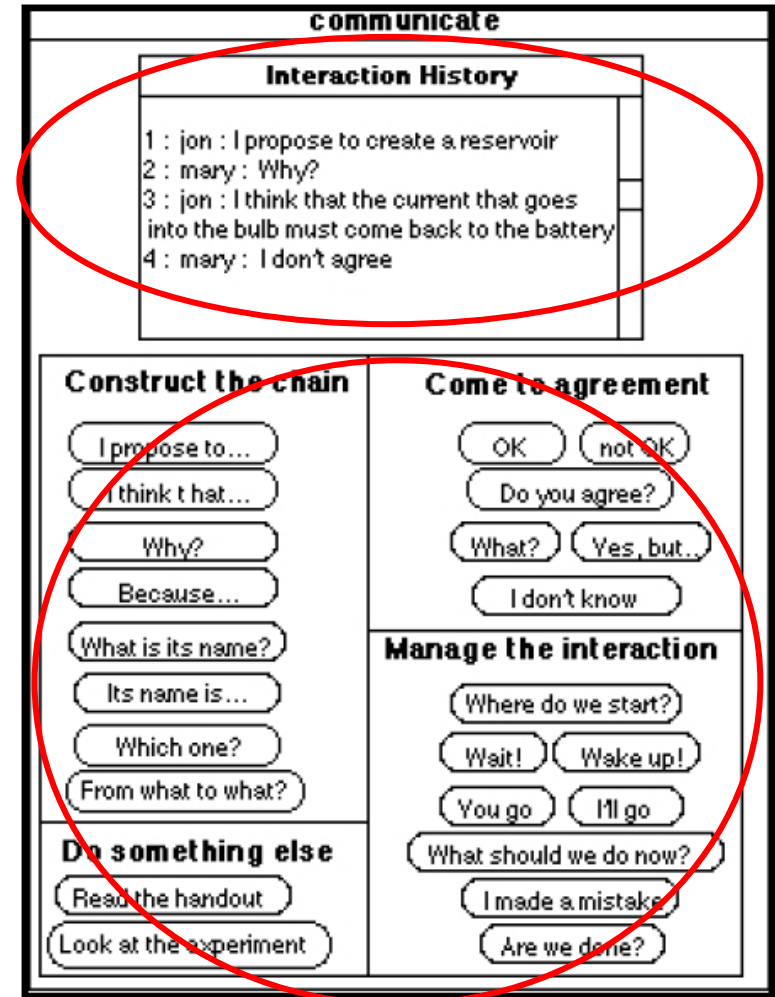 communicate
Interaction History
1 : jon : I propose to create a reservoir
2 : mary : Why?
3 : jon : I think that the current that goes
into the bulb must come back to the battery
4 : mary : I don't agree
Construct the chain
I propose to...
I think t hat...
Why?
Because...
What is its name?
Its name is...
Which one?
From what to what?
Do something else
Read the handout
Look at the experiment
Come to agreement
OK
not OK
Do you agree?
What?
Yes, but..
I don't know
Manage the interaction
Where do we start?
Wait!
Wake up!
You go
I'll go
What should we do now?
I made a mistake
Are we done?